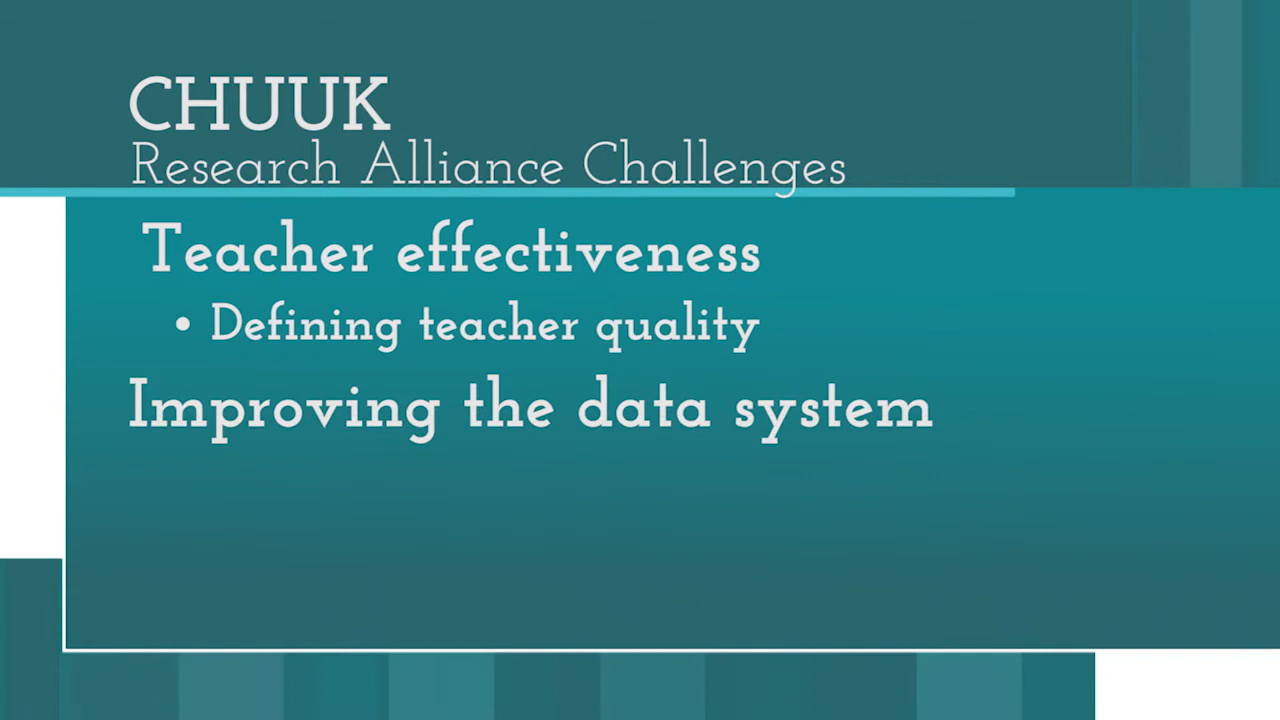 CHUUK
Research Alliance Challenges
Teacher effectiveness
• Defining teacher quality
Improving the data system